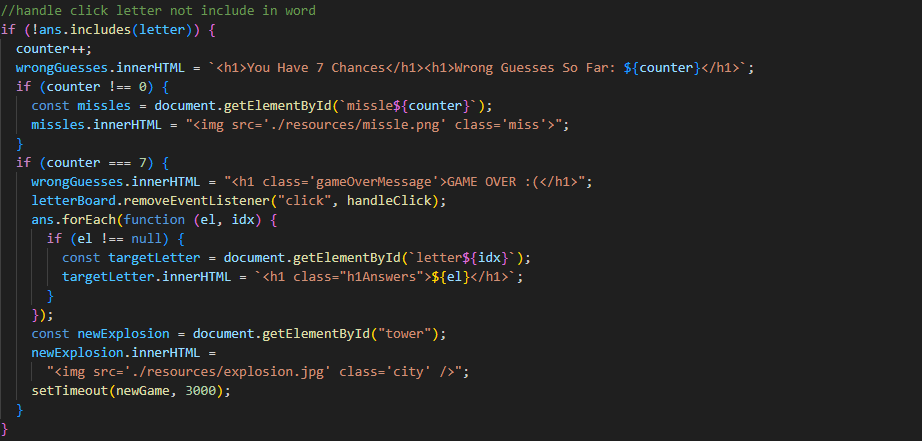 //handle click letter not include in word
if (!ans.includes(letter)) {
  counter++;
  wrongGuesses.innerHTML = `<h1>You Have 7 Chances</h1><h1>Wrong Guesses So Far: ${counter}</h1>`;
  if (counter !== 0) {
    const missles = document.getElementById(`missle${counter}`);
    missles.innerHTML = "<img src='./resources/missle.png' class='miss'>";
  }
  if (counter === 7) {
    wrongGuesses.innerHTML = "<h1 class='gameOverMessage'>GAME OVER :(</h1>";
    letterBoard.removeEventListener("click", handleClick);
    ans.forEach(function (el, idx) {
      if (el !== null) {
        const targetLetter = document.getElementById(`letter${idx}`);
        targetLetter.innerHTML = `<h1 class="h1Answers">${el}</h1>`;
      }
    });
    const newExplosion = document.getElementById("tower");
    newExplosion.innerHTML =
      "<img src='./resources/explosion.jpg' class='city' />";
    setTimeout(newGame, 3000);
  }
}